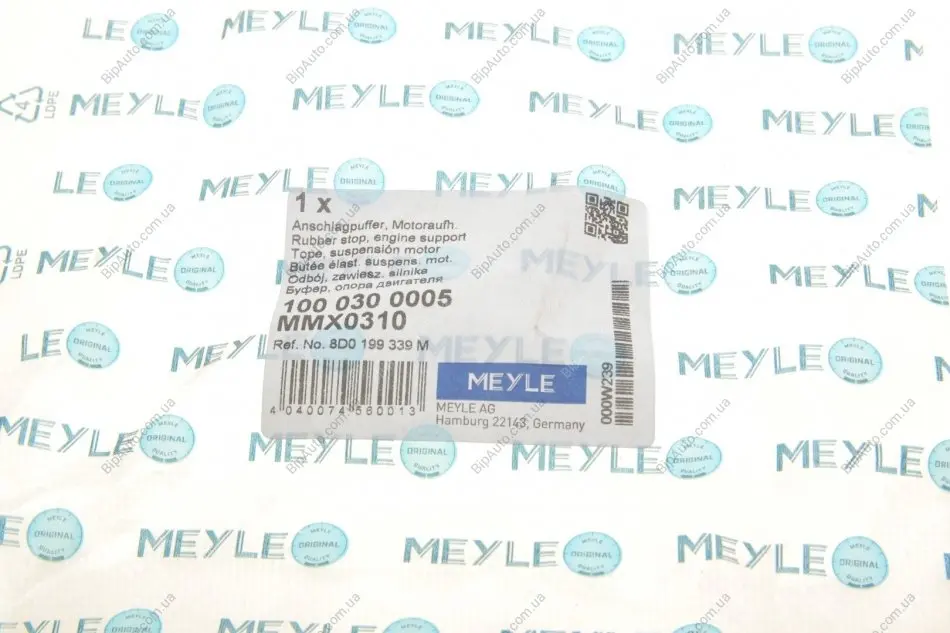 MEYLE
ORIGINAL
QUALITY
LDPE
1 x
Anschlagpuffer, Motoraufh.
Rubber stop, engine support
Tope, suspensión motor
Butée élast. suspens. mot.
Odbój, zawiesz. silnika
Буфер, опора двигателя
100 030 0005
MMX0310
Ref. No. 8D0 199 339 M
4 040074 560013
MEYLE
MEYLE AG
Hamburg 22143, Germany
000W239
BipAuto.com.ua